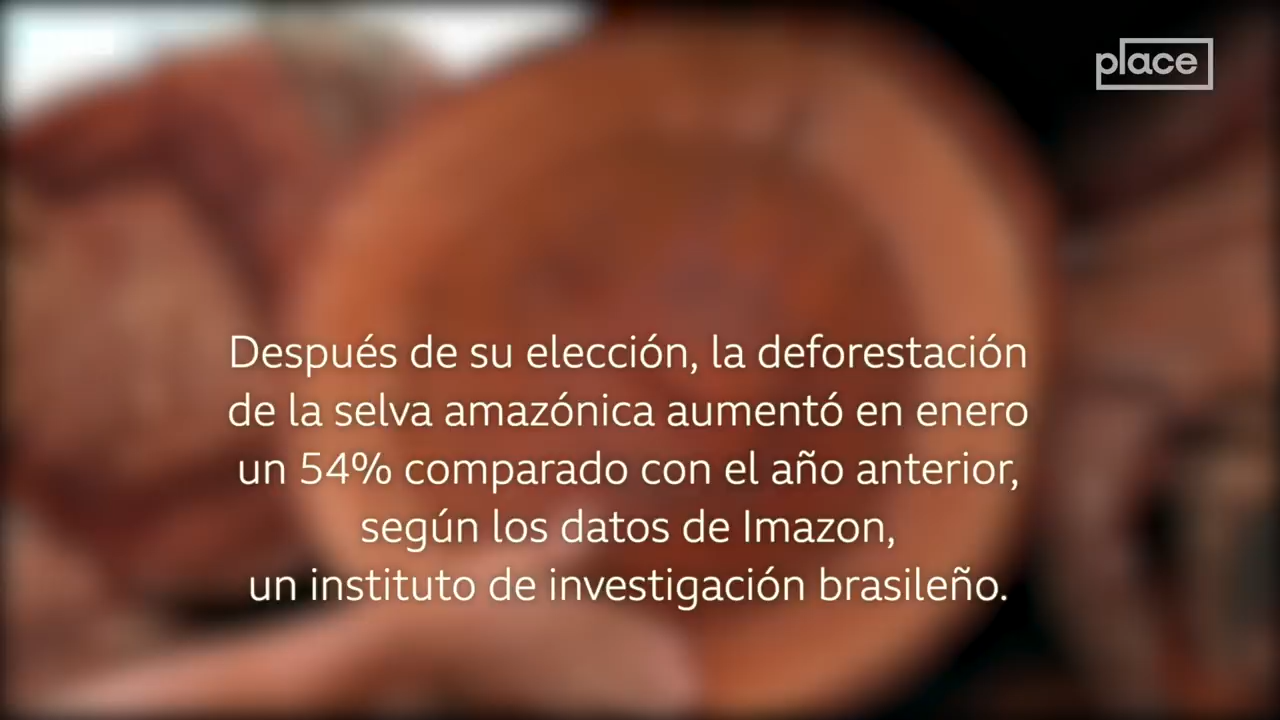 place
Después de su elección, la deforestación
de la selva amazónica aumentó en enero
un 54% comparado con el año anterior,
según los datos de Imazon,
un instituto de investigación brasileño.